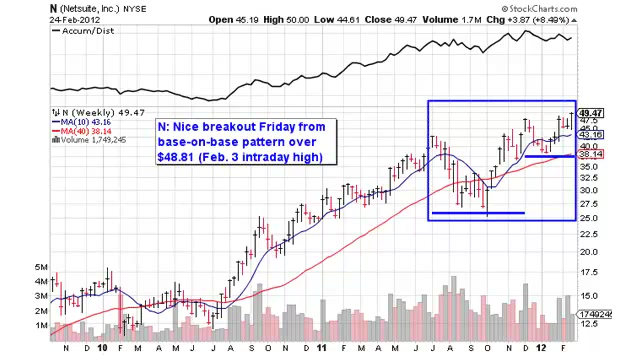 N (Netsuite, Inc.) NYSE
© StockCharts.com
24-Feb-2012
Open 45.19 High 50.00 Low 44.61 Close 49.47 Volume 1.7M Chg +3.87 (+8.49%)
Accum/Dist
N (Weekly) 49.47
MA(10) 43.16
MA(40) 38.14
Volume 1,749,245
N: Nice breakout Friday from
base-on-base pattern over
$48.81 (Feb. 3 intraday high)
49.47
47.5
45.0
43.16
40.0
38.14
35.0
32.5
30.0
27.5
25.0
22.5
20.0
17.5
15.0
12.5
5M
4M
3M
2M
1M
1749245
N D 10 F M A M J J A S O N D 11 F M A M J J A S O N D 12 F